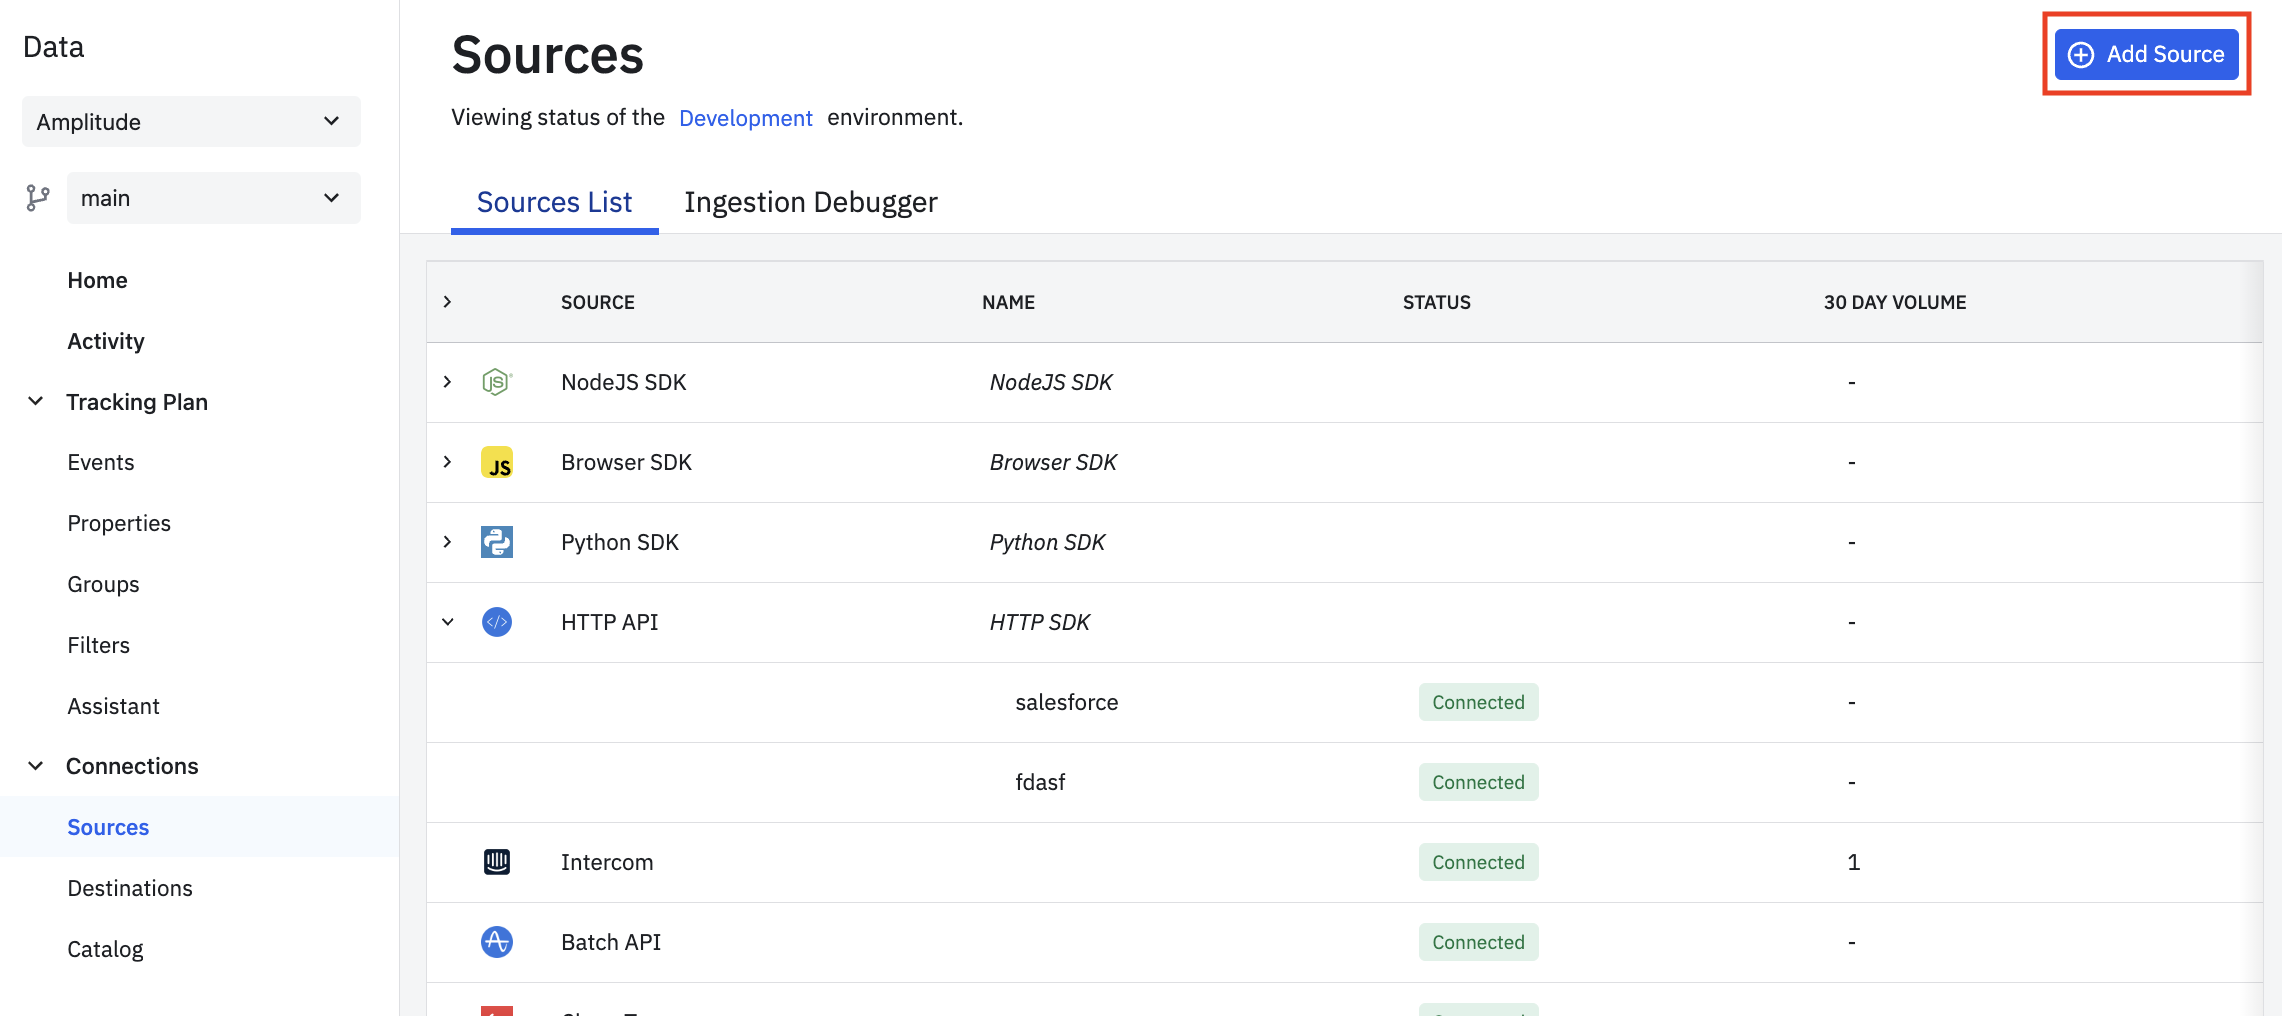 Data
Amplitude
main
Home
Activity
Tracking Plan
Events
Properties
Groups
Filters
Assistant
Connections
Sources
Destinations
Catalog
Sources
Add Source
Viewing status of the Development environment.
Sources List Ingestion Debugger
SOURCE NAME STATUS 30 DAY VOLUME
JS NodeJS SDK NodeJS SDK -
JS Browser SDK Browser SDK -
Python SDK Python SDK -
</> HTTP API HTTP SDK -
salesforce Connected -
fdasf Connected -
Intercom Connected 1
Batch API Connected -